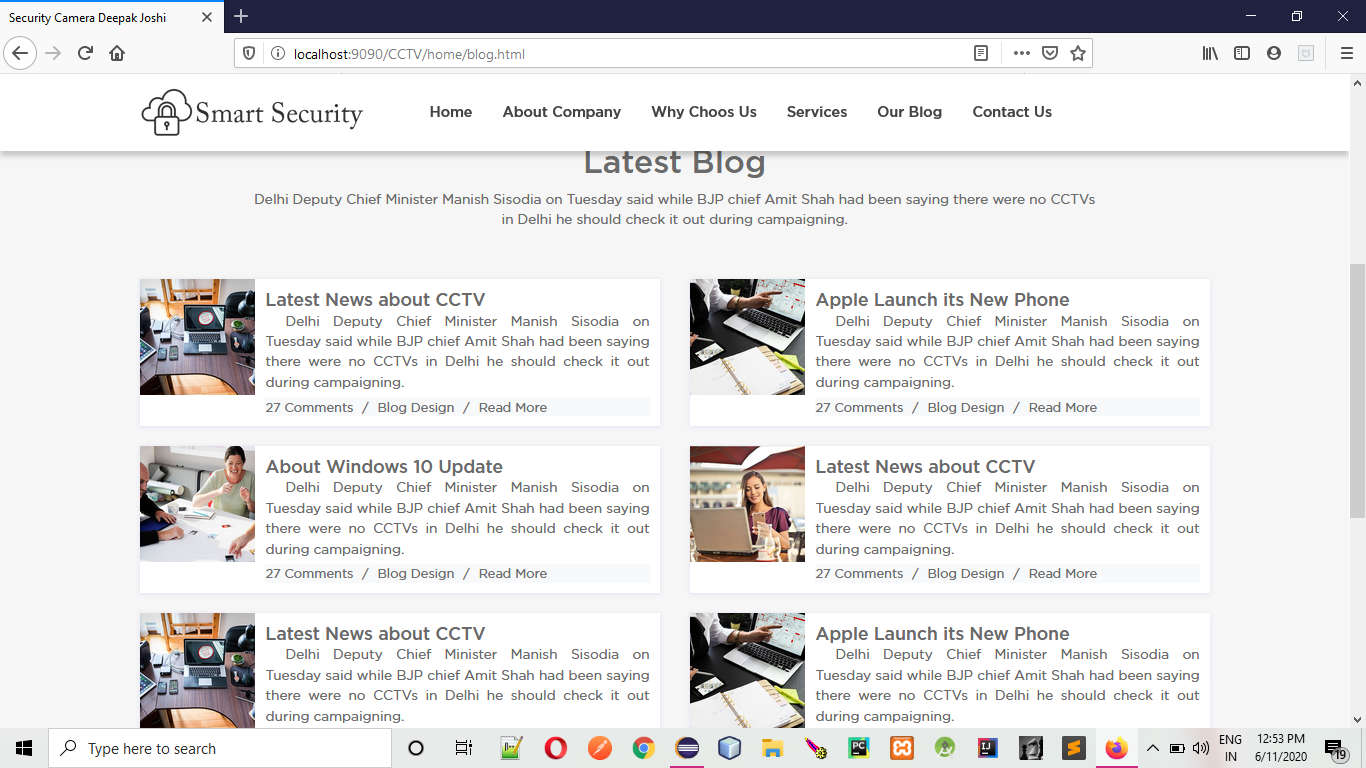 Security Camera Deepak Joshi
localhost:9090/CCTV/home/blog.html
Smart Security
Home About Company Why Choos Us Services Our Blog Contact Us
Latest Blog
Delhi Deputy Chief Minister Manish Sisodia on Tuesday said while BJP chief Amit Shah had been saying there were no CCTVs
in Delhi he should check it out during campaigning.
Latest News about CCTV
Delhi Deputy Chief Minister Manish Sisodia on
Tuesday said while BJP chief Amit Shah had been saying
there were no CCTVs in Delhi he should check it out
during campaigning.
27 Comments / Blog Design / Read More
Apple Launch its New Phone
Delhi Deputy Chief Minister Manish Sisodia on
Tuesday said while BJP chief Amit Shah had been saying
there were no CCTVs in Delhi he should check it out
during campaigning.
27 Comments / Blog Design / Read More
About Windows 10 Update
Delhi Deputy Chief Minister Manish Sisodia on
Tuesday said while BJP chief Amit Shah had been saying
there were no CCTVs in Delhi he should check it out
during campaigning.
27 Comments / Blog Design / Read More
Latest News about CCTV
Delhi Deputy Chief Minister Manish Sisodia on
Tuesday said while BJP chief Amit Shah had been saying
there were no CCTVs in Delhi he should check it out
during campaigning.
27 Comments / Blog Design / Read More
Latest News about CCTV
Delhi Deputy Chief Minister Manish Sisodia on
Tuesday said while BJP chief Amit Shah had been saying
there were no CCTVs in Delhi he should check it out
during campaigning.
Apple Launch its New Phone
Delhi Deputy Chief Minister Manish Sisodia on
Tuesday said while BJP chief Amit Shah had been saying
there were no CCTVs in Delhi he should check it out
during campaigning.
Type here to search
PC
IJ
ENG
IN
12:53 PM
6/11/2020
19